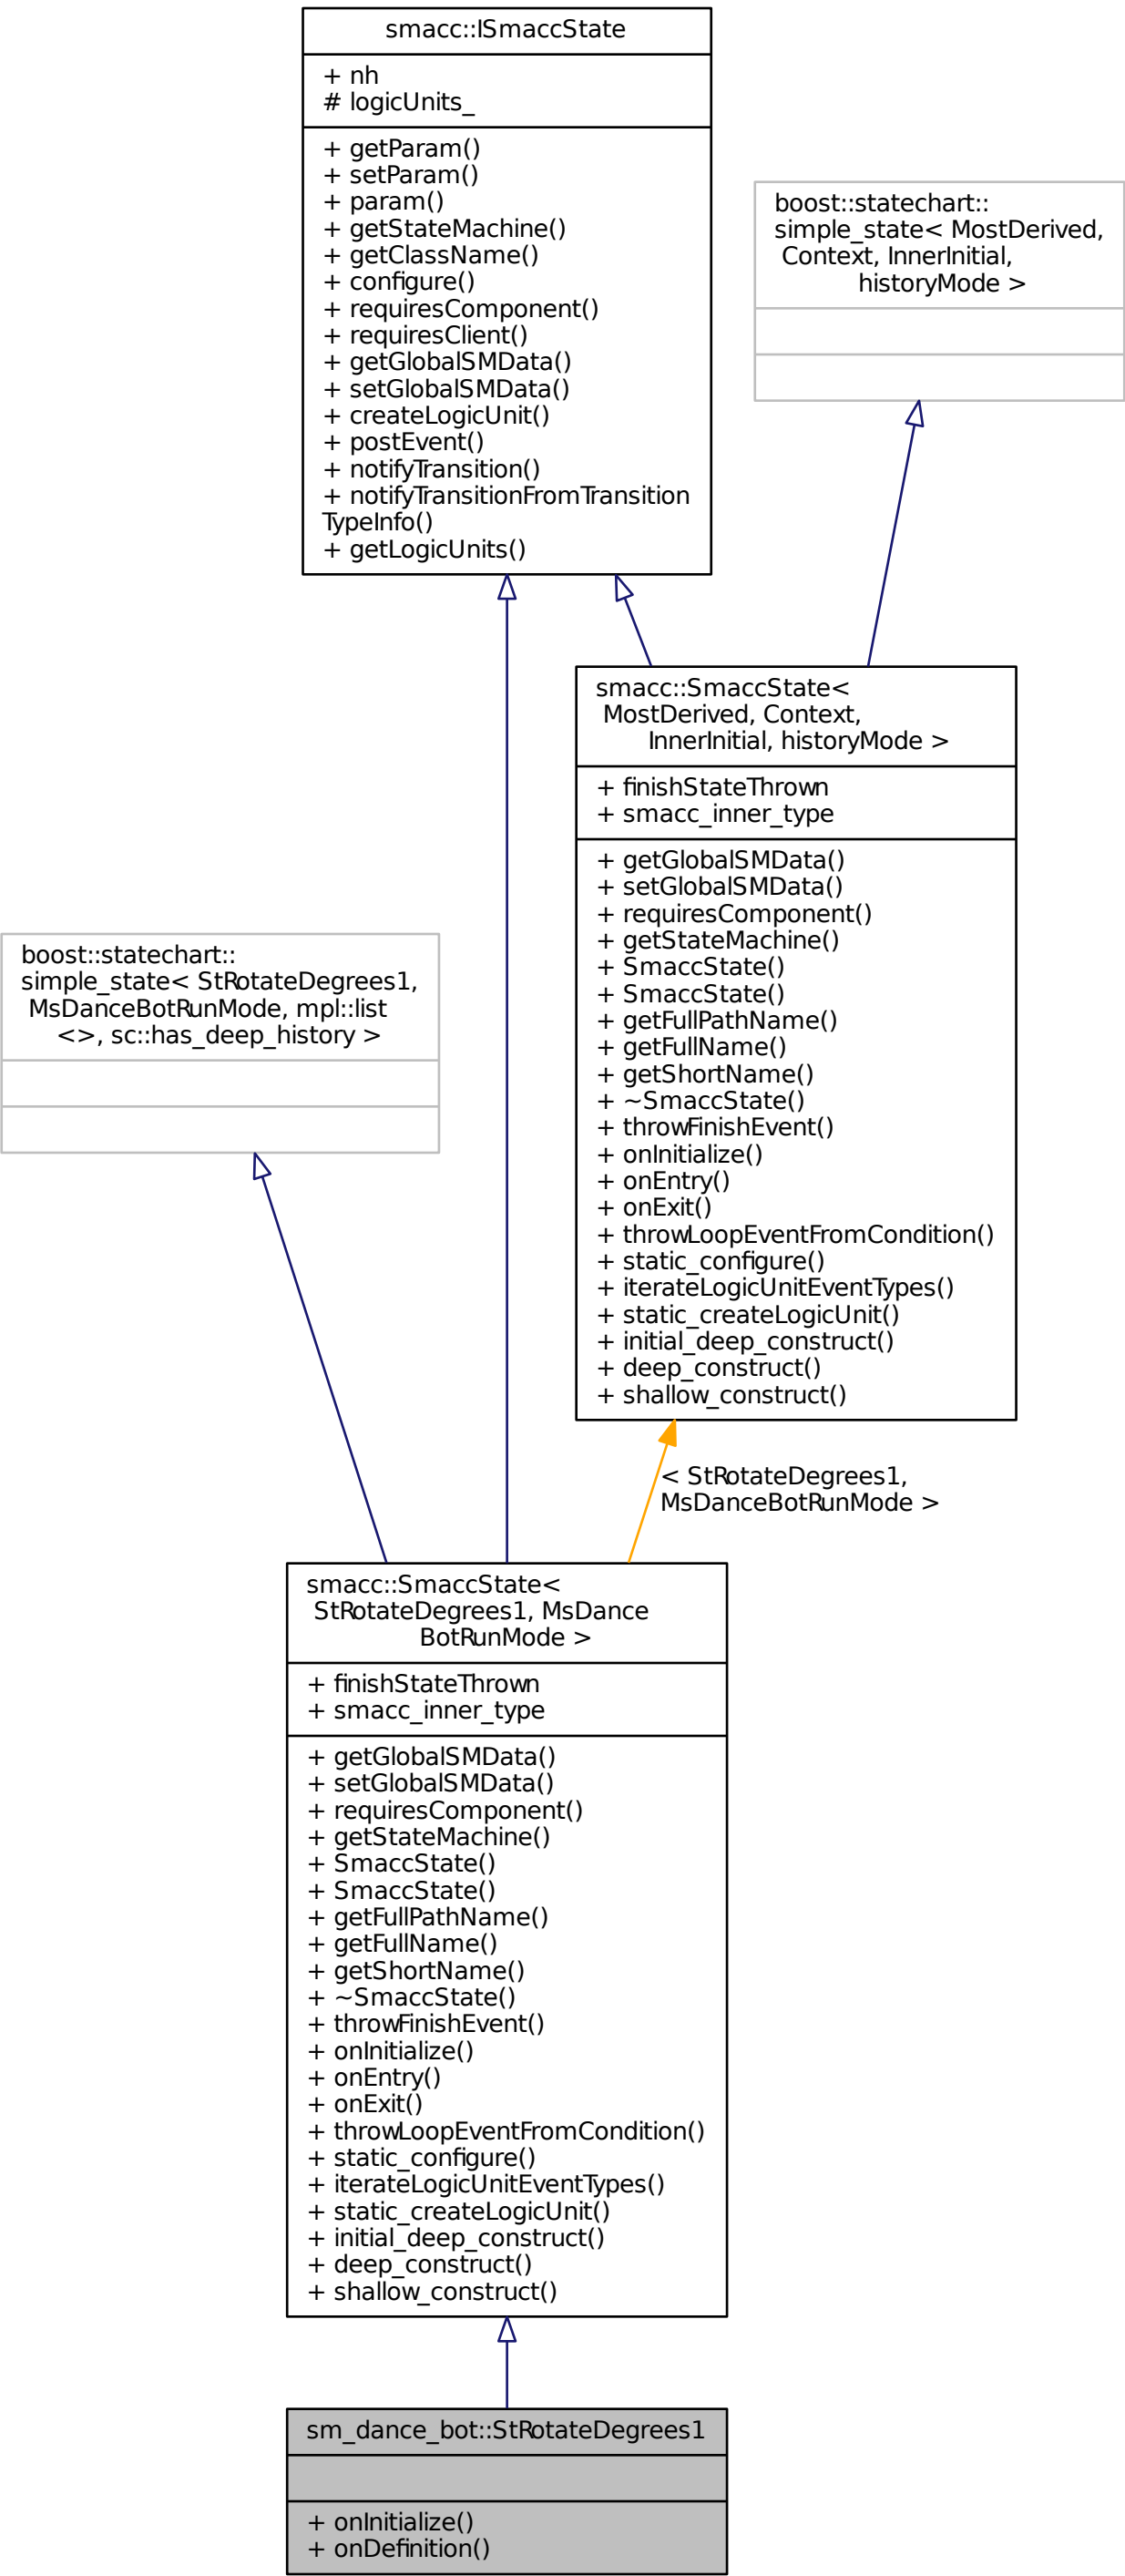 smacc::ISmaccState
+ nh
# logicUnits_
+ getParam()
+ setParam()
+ param()
+ getStateMachine()
+ getClassName()
+ configure()
+ requiresComponent()
+ requiresClient()
+ getGlobalSMData()
+ setGlobalSMData()
+ createLogicUnit()
+ postEvent()
+ notifyTransition()
+ notifyTransitionFromTransition
TypeInfo()
+ getLogicUnits()
boost::statechart::
simple_state< MostDerived,
Context, InnerInitial,
historyMode >
smacc::SmaccState<
MostDerived, Context,
InnerInitial, historyMode >
+ finishStateThrown
+ smacc_inner_type
+ getGlobalSMData()
+ setGlobalSMData()
+ requiresComponent()
+ getStateMachine()
+ SmaccState()
+ SmaccState()
+ getFullPathName()
+ getFullName()
+ getShortName()
+ ~SmaccState()
+ throwFinishEvent()
+ onInitialize()
+ onEntry()
+ onExit()
+ throwLoopEventFromCondition()
+ static_configure()
+ iterateLogicUnitEventTypes()
+ static_createLogicUnit()
+ initial_deep_construct()
+ deep_construct()
+ shallow_construct()
boost::statechart::
simple_state< StRotateDegrees1,
MsDanceBotRunMode, mpl::list
<>, sc::has_deep_history >
< StRotateDegrees1,
MsDanceBotRunMode >
smacc::SmaccState<
StRotateDegrees1, MsDance
BotRunMode >
+ finishStateThrown
+ smacc_inner_type
+ getGlobalSMData()
+ setGlobalSMData()
+ requiresComponent()
+ getStateMachine()
+ SmaccState()
+ SmaccState()
+ getFullPathName()
+ getFullName()
+ getShortName()
+ ~SmaccState()
+ throwFinishEvent()
+ onInitialize()
+ onEntry()
+ onExit()
+ throwLoopEventFromCondition()
+ static_configure()
+ iterateLogicUnitEventTypes()
+ static_createLogicUnit()
+ initial_deep_construct()
+ deep_construct()
+ shallow_construct()
sm_dance_bot::StRotateDegrees1
+ onInitialize()
+ onDefinition()